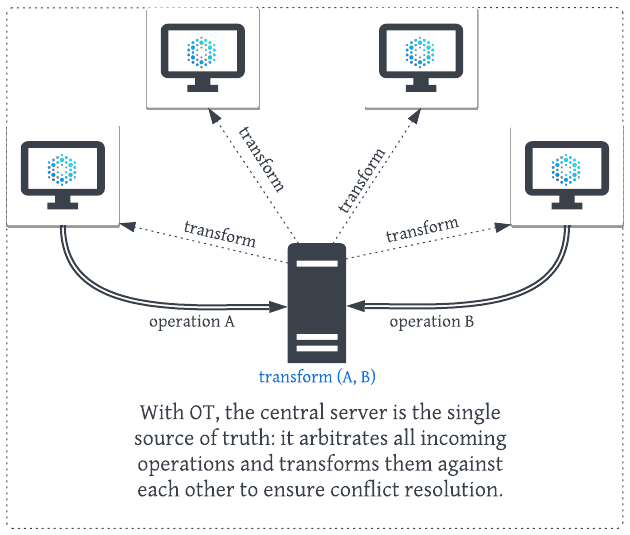 transform
transform
transform
transform
operation A
operation B
transform (A, B)
With OT, the central server is the single
source of truth: it arbitrates all incoming
operations and transforms them against
each other to ensure conflict resolution.